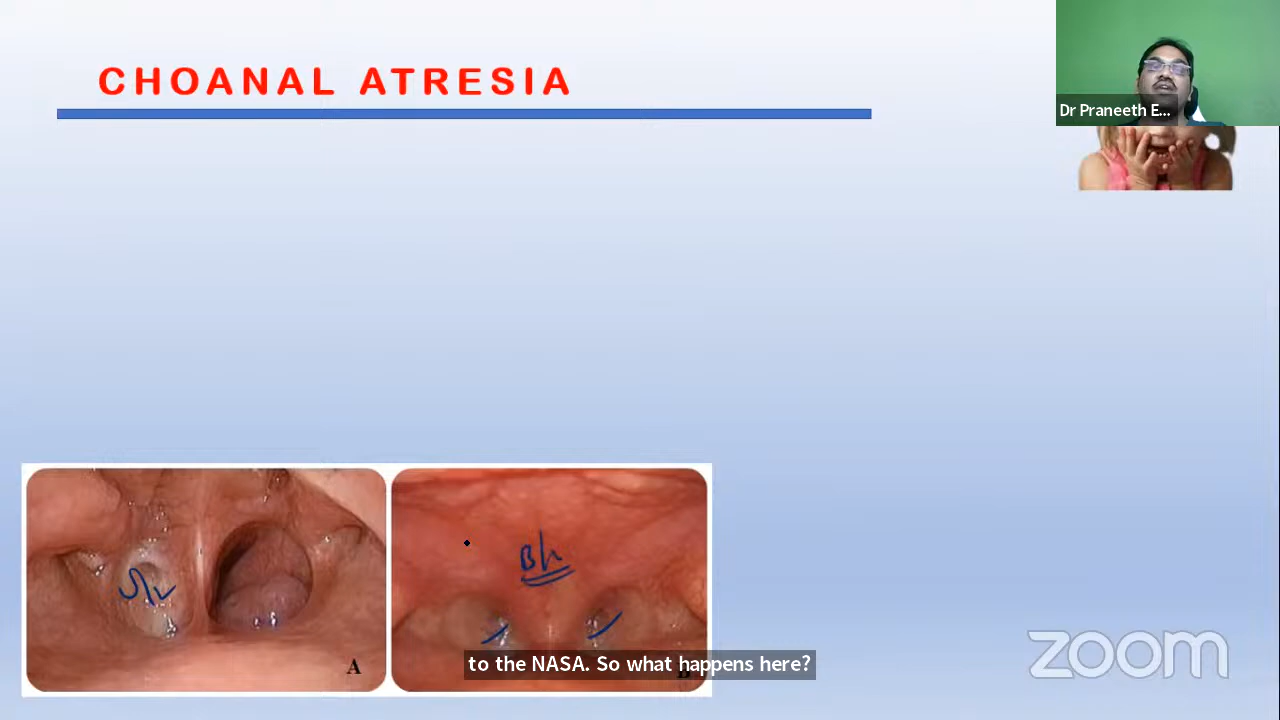 CHOANAL ATRESIA
Dr Praneeth E...
A
to the NASA. So what happens here?
zoom